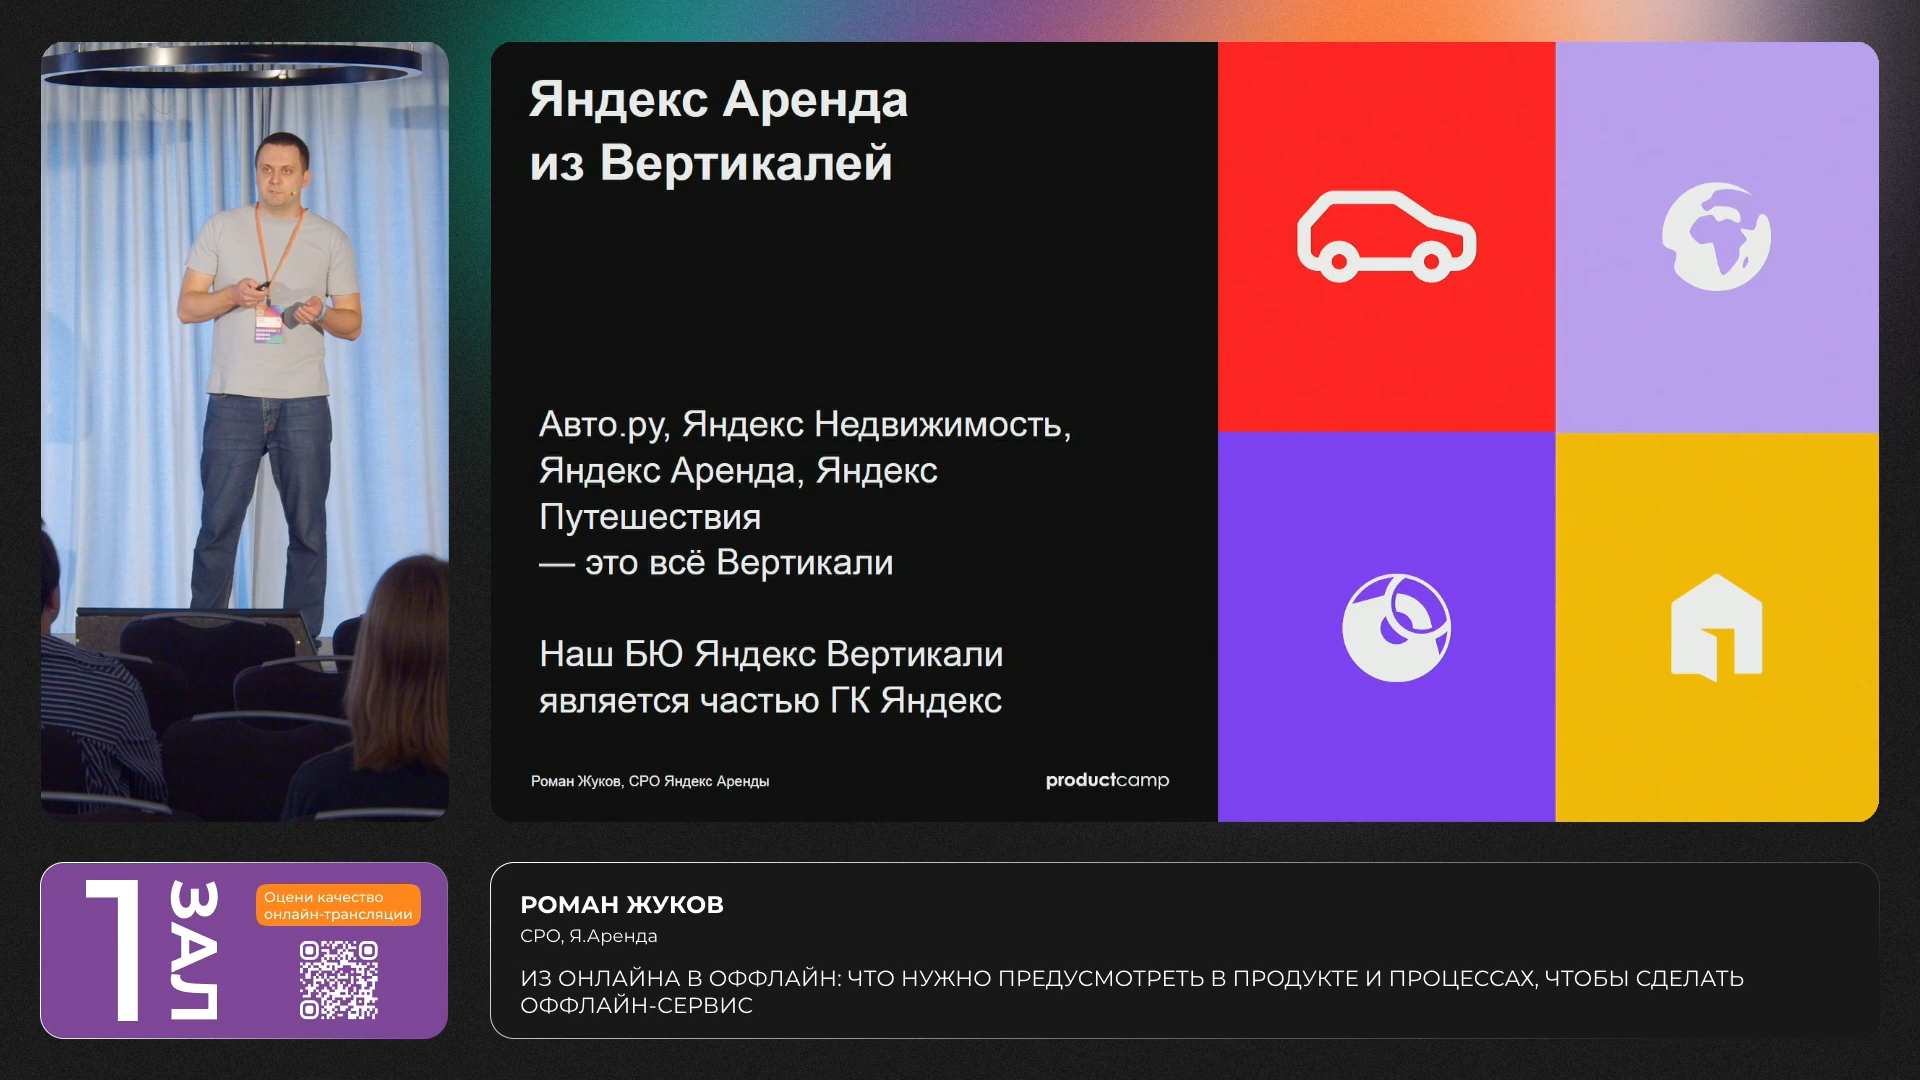 Яндекс Аренда
из Вертикалей
Авто.ру, Яндекс Недвижимость,
Яндекс Аренда, Яндекс
Путешествия
— это всё Вертикали
Наш БЮ Яндекс Вертикали
является частью ГК Яндекс
Роман Жуков, CPO Яндекс Аренды
productcamp
1 ЗАЛ
Оцени качество
онлайн-трансляции
РОМАН ЖУКОВ
CPO, Я.Аренда
ИЗ ОНЛАЙНА В ОФФЛАЙН: ЧТО НУЖНО ПРЕДУСМОТРЕТЬ В ПРОДУКТЕ И ПРОЦЕССАХ, ЧТОБЫ СДЕЛАТЬ
ОФФЛАЙН-СЕРВИС